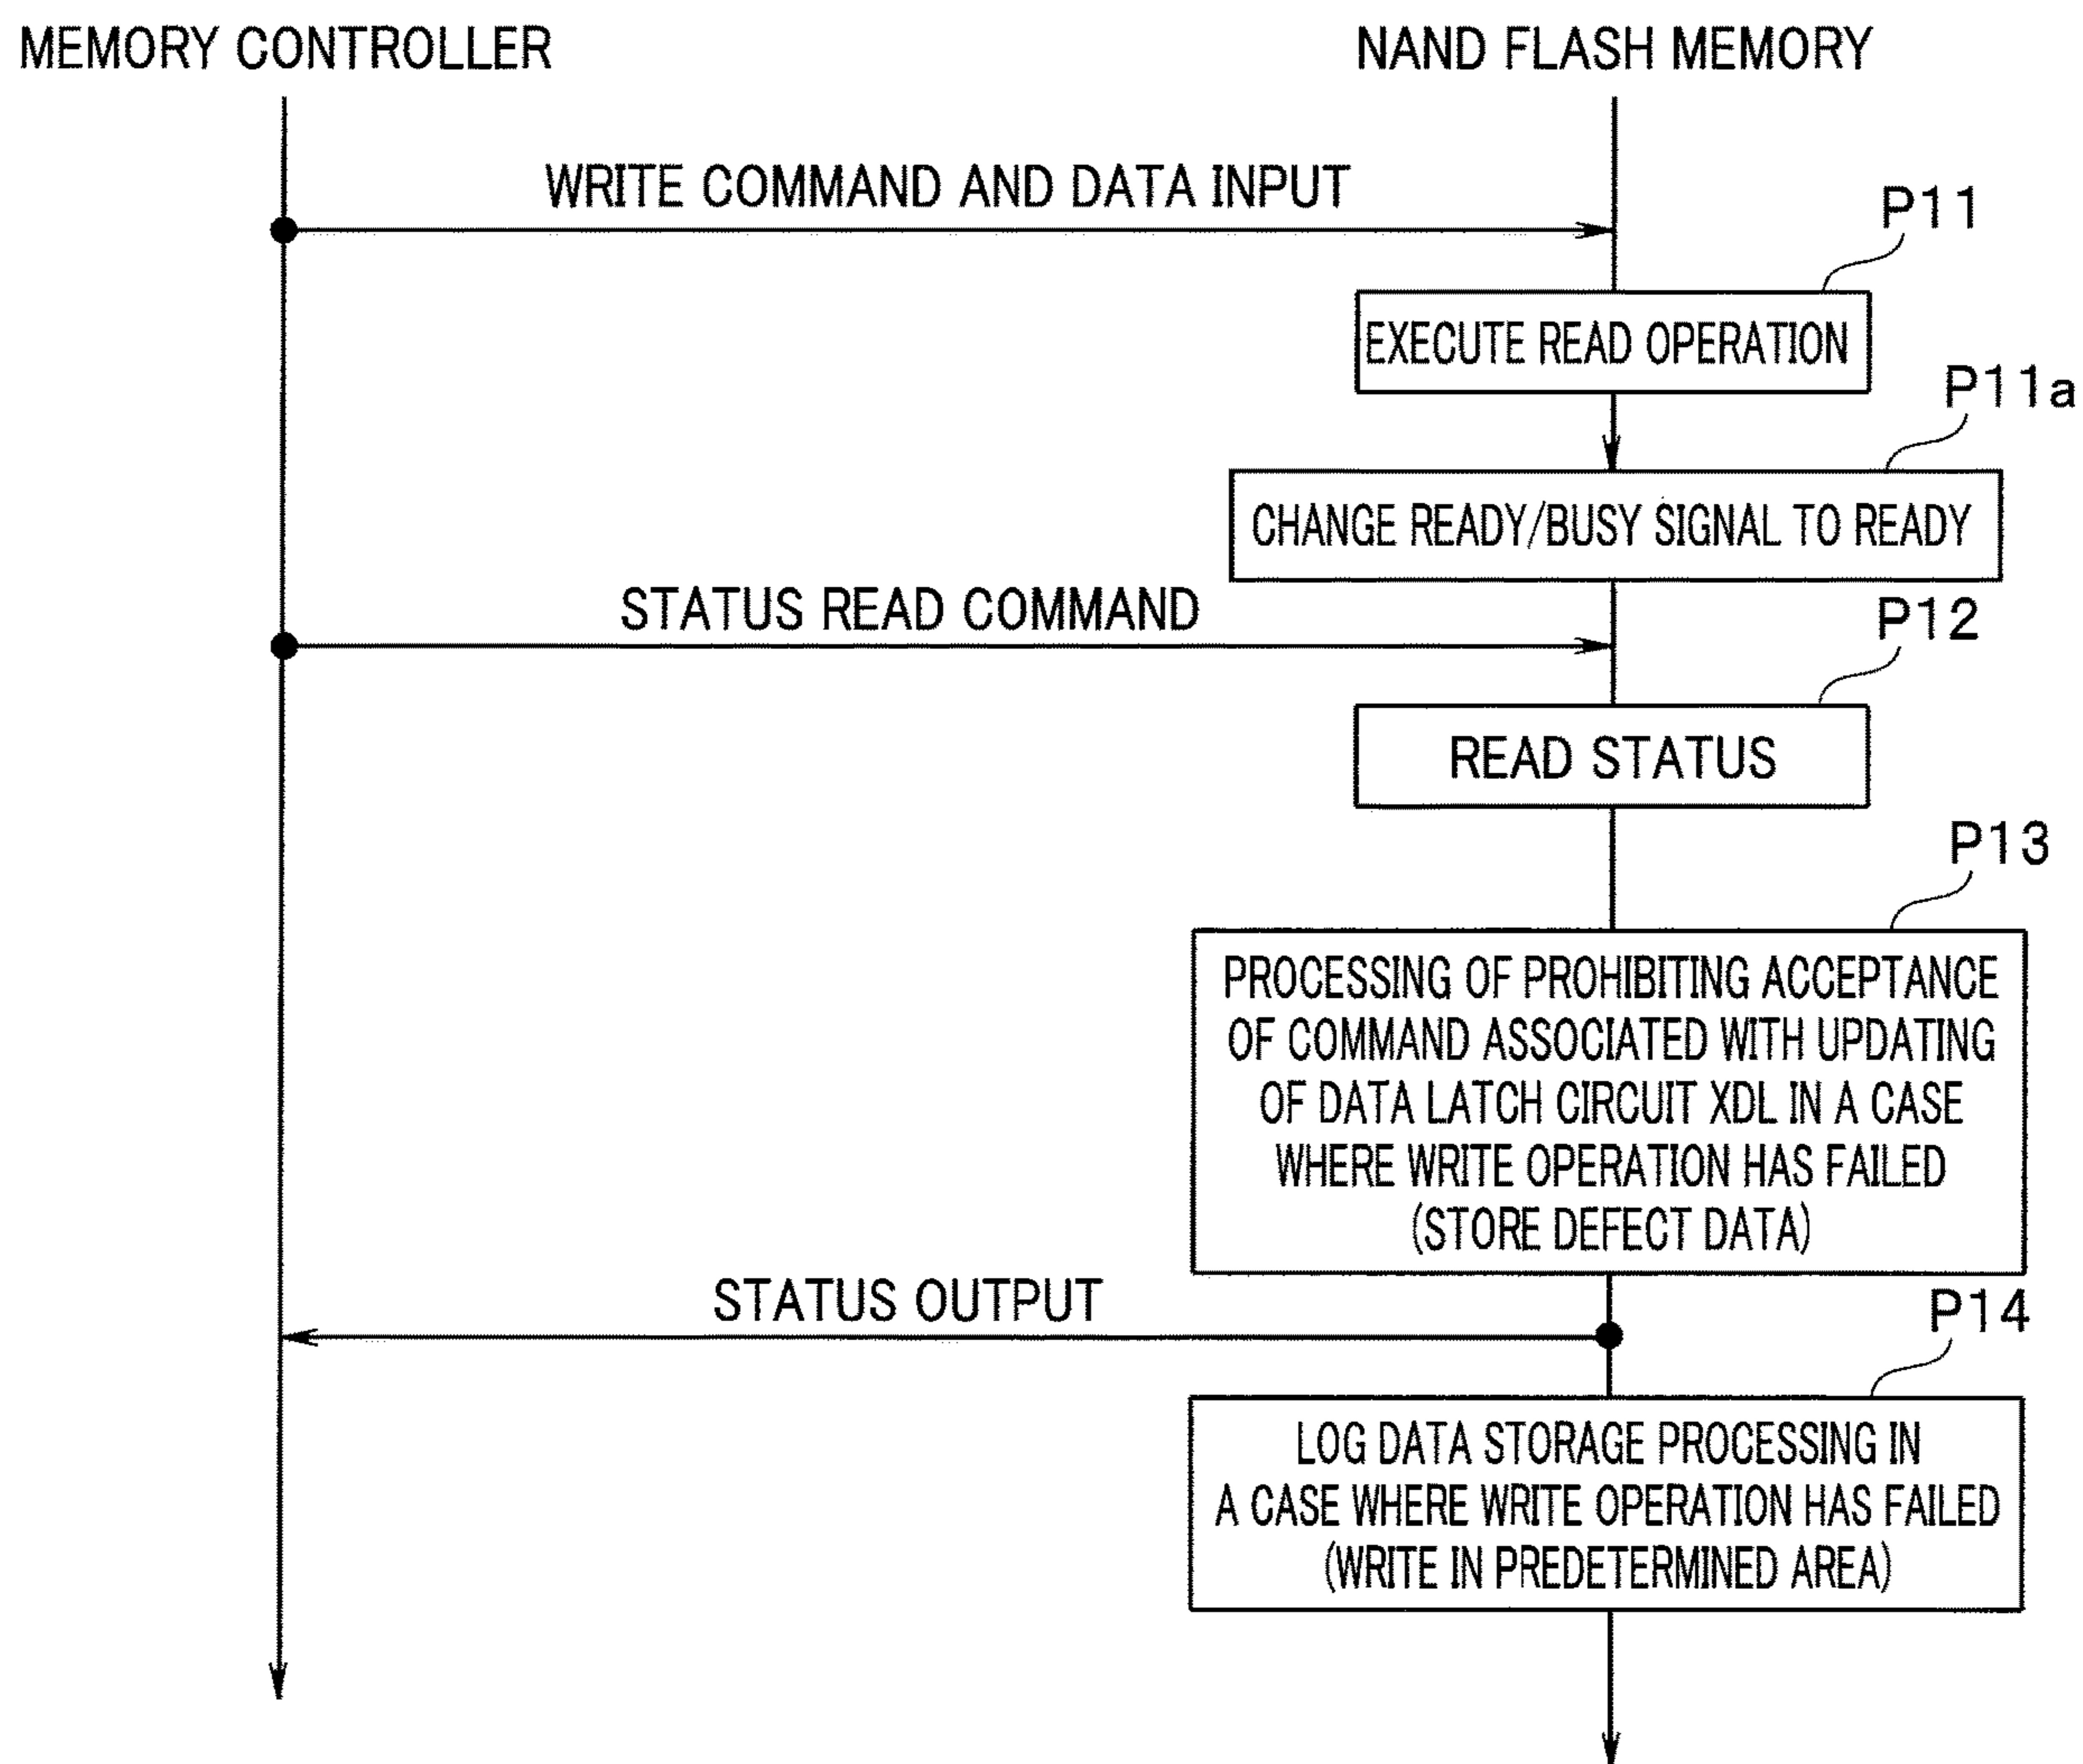 MEMORY CONTROLLER
NAND FLASH MEMORY
WRITE COMMAND AND DATA INPUT
P11
EXECUTE READ OPERATION
P11a
CHANGE READY/BUSY SIGNAL TO READY
STATUS READ COMMAND
P12
READ STATUS
P13
PROCESSING OF PROHIBITING ACCEPTANCE
OF COMMAND ASSOCIATED WITH UPDATING
OF DATA LATCH CIRCUIT XDL IN A CASE
WHERE WRITE OPERATION HAS FAILED
(STORE DEFECT DATA)
STATUS OUTPUT
P14
LOG DATA STORAGE PROCESSING IN
A CASE WHERE WRITE OPERATION HAS FAILED
(WRITE IN PREDETERMINED AREA)